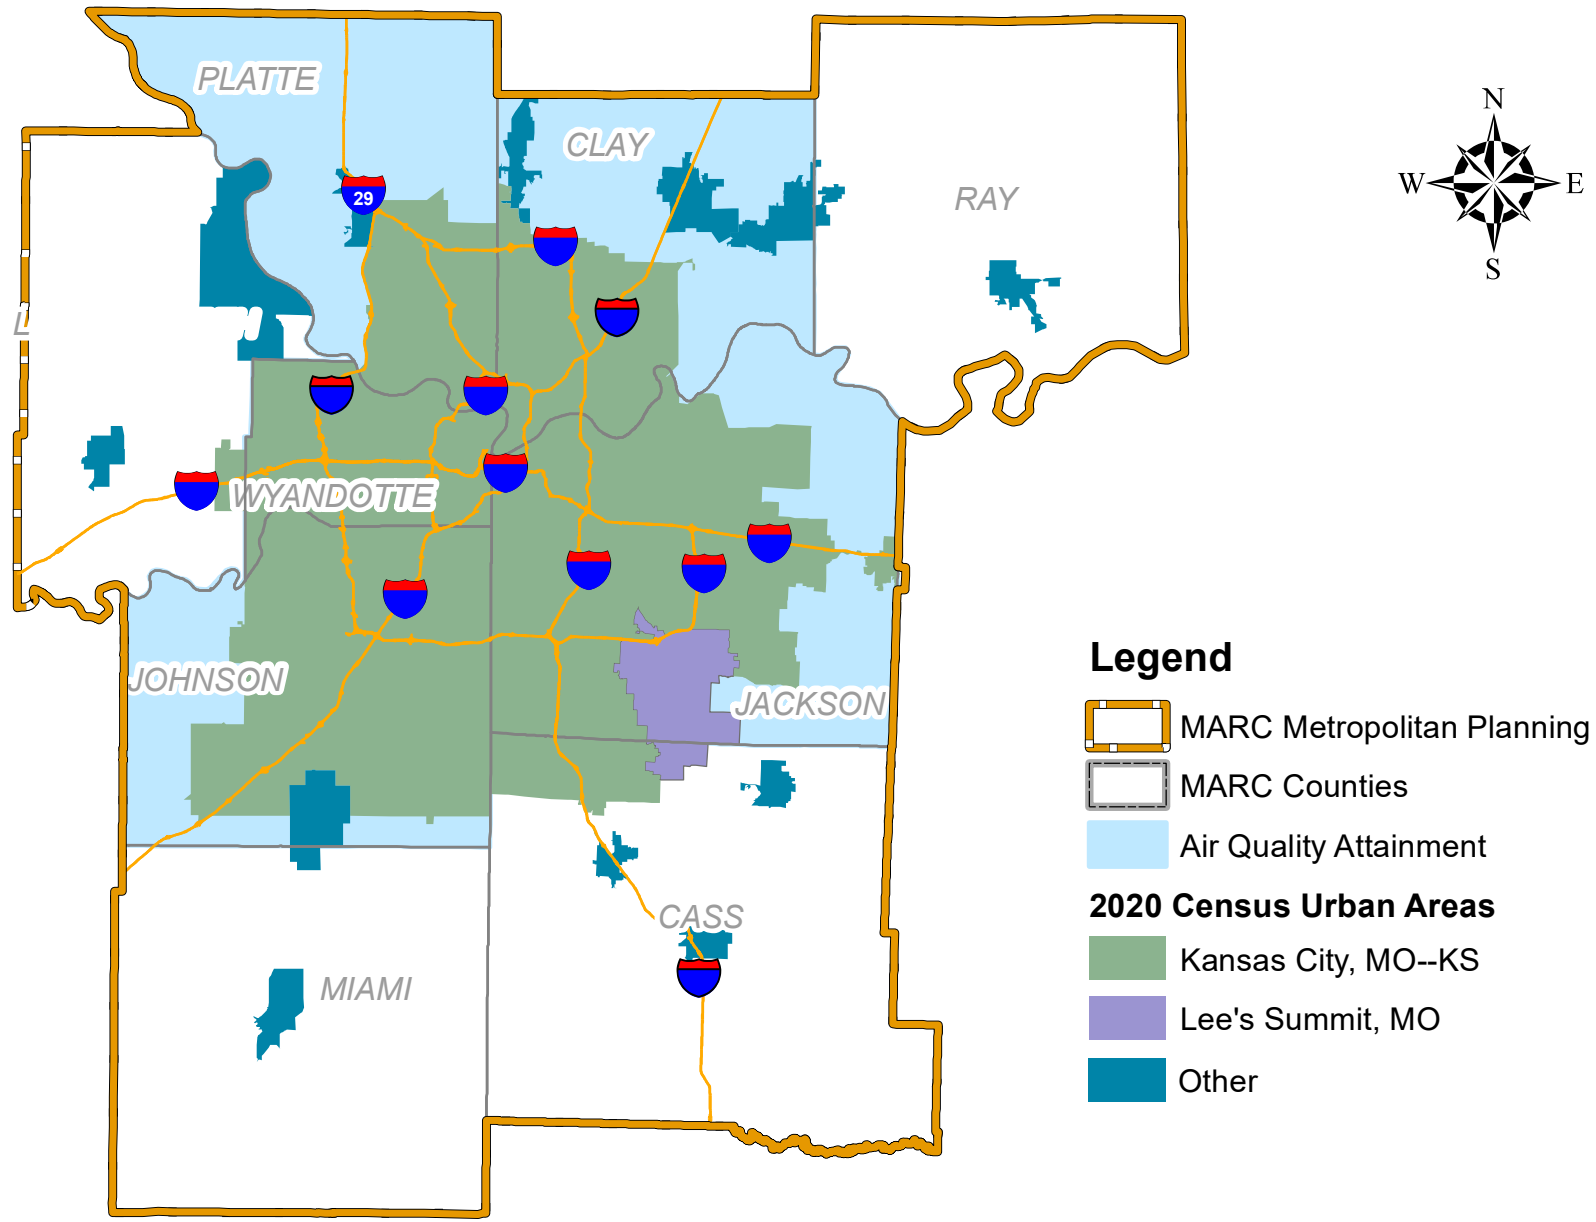 PLATTE
CLAY
RAY
29
L
WYANDOTTE
JOHNSON
JACKSON
CASS
MIAMI
N
W
E
S
Legend
MARC Metropolitan Planning
MARC Counties
Air Quality Attainment
2020 Census Urban Areas
Kansas City, MO--KS
Lee's Summit, MO
Other